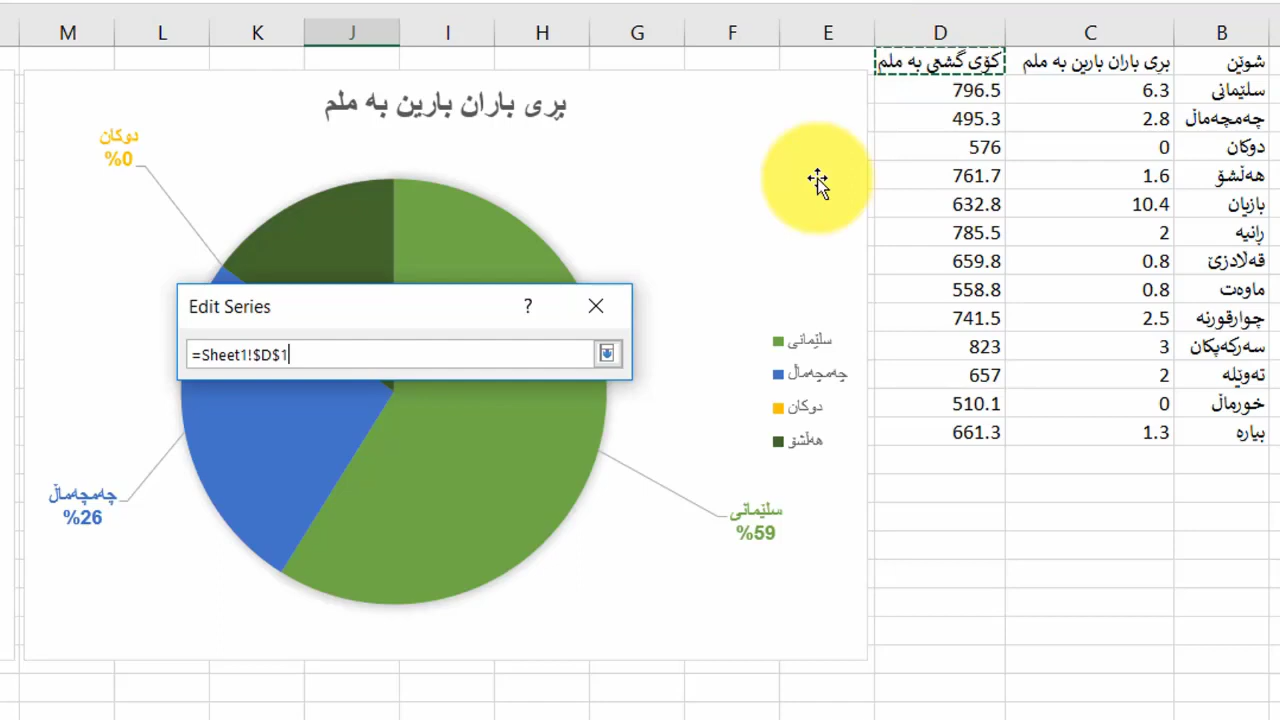 M L K J I H G F E D C B
شوێن بڕی باران بارین به ملم کۆی گشتی به ملم
سلێمانی 6.3 796.5
چەمچەماڵ 2.8 495.3
دوکان 0 576
هەڵشۆ 1.6 761.7
بازیان 10.4 632.8
ڕانیە 2 785.5
قەڵادزێ 0.8 659.8
ماوەت 0.8 558.8
چوارقورنە 2.5 741.5
سەرکەپکان 3 823
تەوێلە 2 657
خورماڵ 0 510.1
بیارە 1.3 661.3
بڕی باران بارین به ملم
دوکان
%0
Edit Series ?
=Sheet1!$D$1
سلێمانی
چەمچەماڵ
دوکان
هەڵشۆ
چەمچەماڵ
%26
سلێمانی
%59